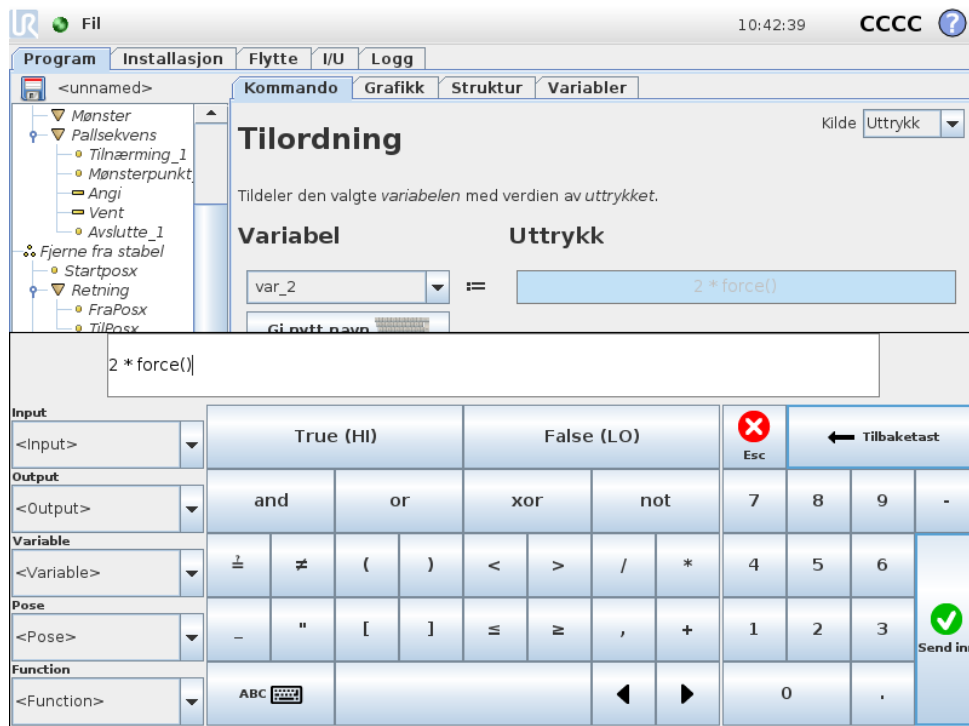 UR Fil 10:42:39 CCCC ?
Program Installasjon Flytte I/U Logg
<unnamed> Kommando Grafikk Struktur Variabler
Mønster
Pallsekvens
Tilnærming_1
Mønsterpunkt_
Angi
Vent
Avslutte_1
Fjerne fra stabel
Startposx
Retning
FraPosx
TilPosx
Kilde Uttrykk
Tilordning
Tildeler den valgte variabelen med verdien av uttrykket.
Variabel Uttrykk
var_2 := 2 * force()
Gi nytt navn
2 * force()
Input
<Input> True (HI) False (LO) Esc Tilbaketast
Output
<Output> and or xor not 7 8 9 -
Variable
<Variable> ≟ ≠ ( ) < > / * 4 5 6
Pose
<Pose> _ " [ ] ≤ ≥ , + 1 2 3 Send inn
Function
<Function> ABC 0 .